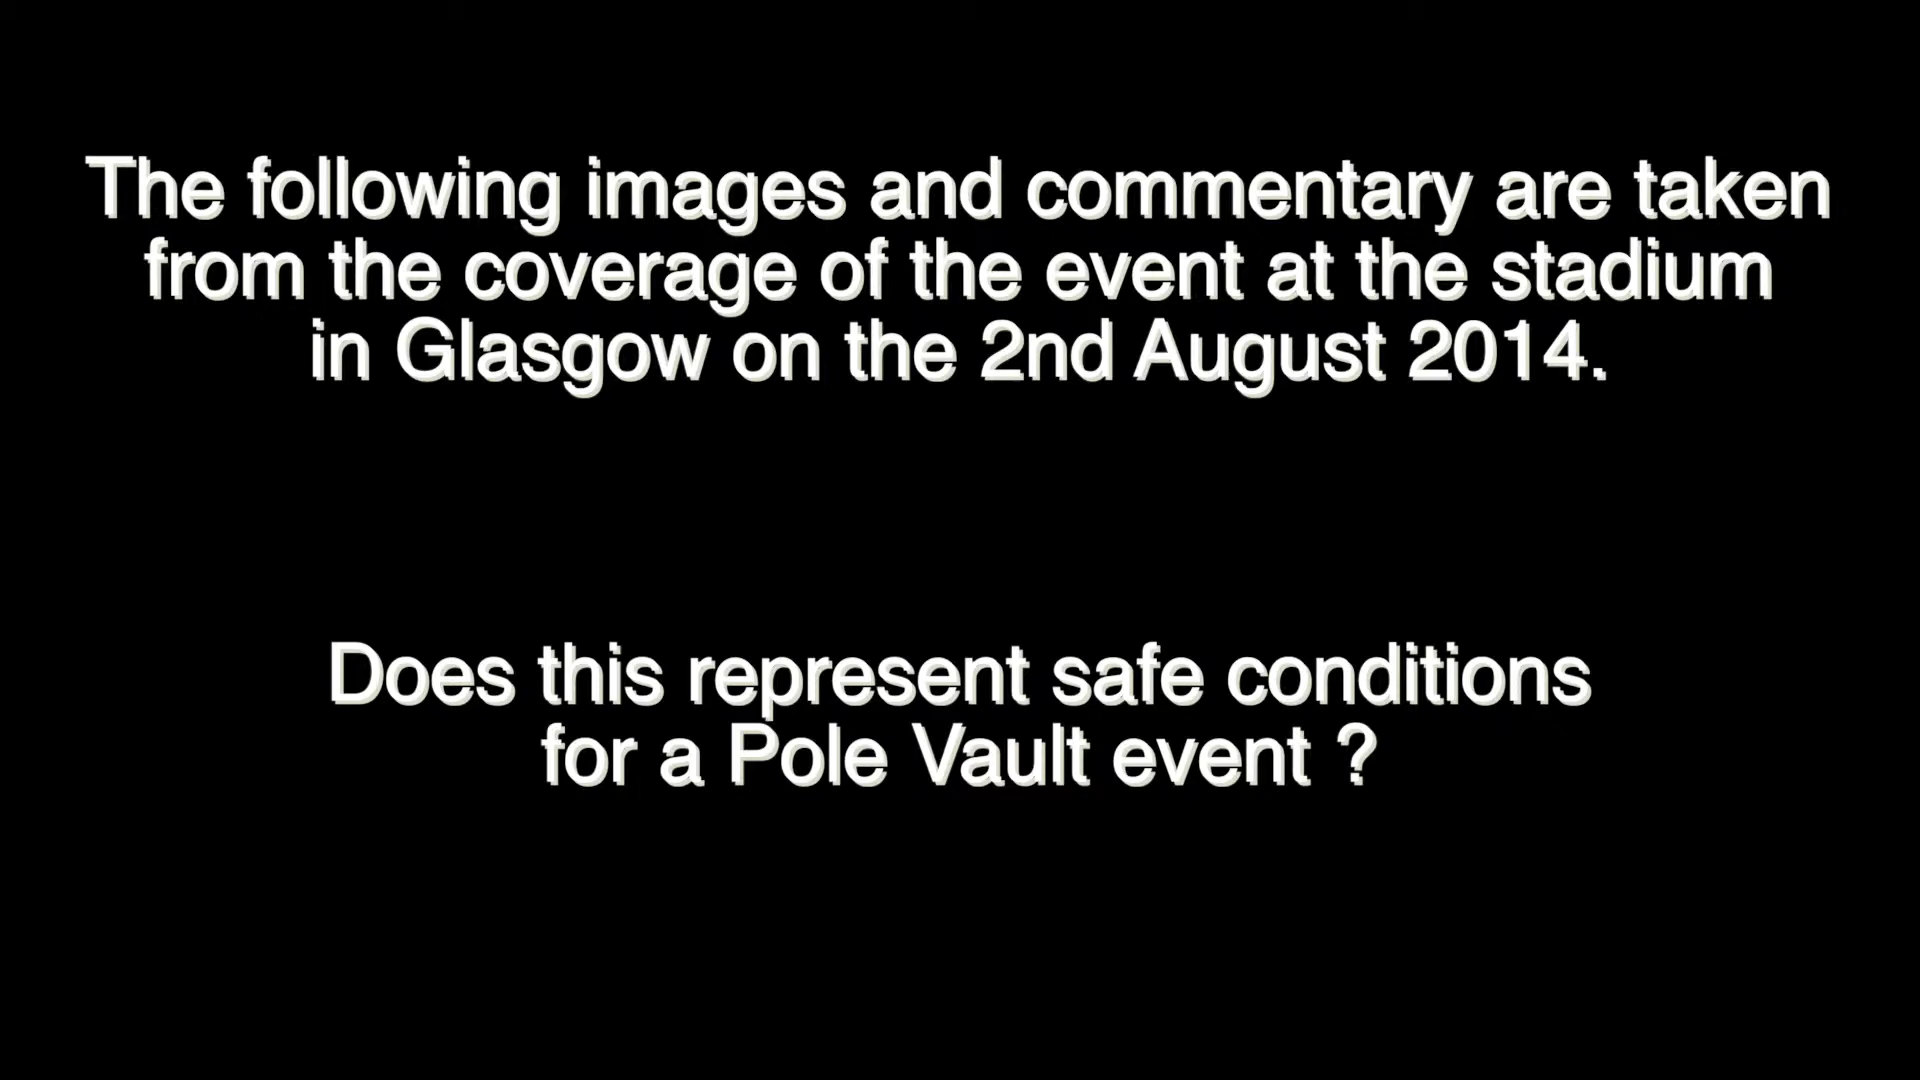 The following images and commentary are taken
from the coverage of the event at the stadium
in Glasgow on the 2nd August 2014.
Does this represent safe conditions
for a Pole Vault event ?